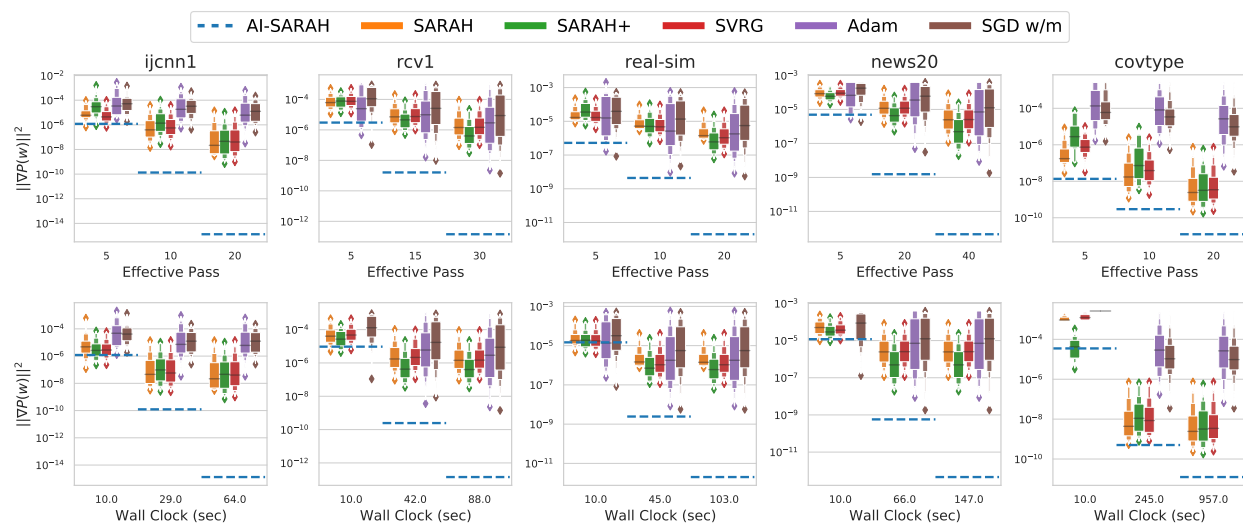 AI-SARAH SARAH SARAH+ SVRG Adam SGD w/m
ijcnn1 rcv1 real-sim news20 covtype
||∇P(w)||²
10⁻² 10⁻⁴ 10⁻⁶ 10⁻⁸ 10⁻¹⁰ 10⁻¹² 10⁻¹⁴
10⁻⁴ 10⁻⁶ 10⁻⁸ 10⁻¹⁰ 10⁻¹²
10⁻³ 10⁻⁵ 10⁻⁷ 10⁻⁹ 10⁻¹¹
10⁻³ 10⁻⁵ 10⁻⁷ 10⁻⁹ 10⁻¹¹
10⁻⁴ 10⁻⁶ 10⁻⁸ 10⁻¹⁰
5 10 20 5 15 30 5 10 20 5 20 40 5 10 20
Effective Pass Effective Pass Effective Pass Effective Pass Effective Pass
||∇P(w)||²
10⁻⁴ 10⁻⁶ 10⁻⁸ 10⁻¹⁰ 10⁻¹² 10⁻¹⁴
10⁻⁴ 10⁻⁶ 10⁻⁸ 10⁻¹⁰ 10⁻¹²
10⁻³ 10⁻⁵ 10⁻⁷ 10⁻⁹ 10⁻¹¹
10⁻³ 10⁻⁵ 10⁻⁷ 10⁻⁹ 10⁻¹¹
10⁻⁴ 10⁻⁶ 10⁻⁸ 10⁻¹⁰
10.0 29.0 64.0 10.0 42.0 88.0 10.0 45.0 103.0 10.0 66.0 147.0 10.0 245.0 957.0
Wall Clock (sec) Wall Clock (sec) Wall Clock (sec) Wall Clock (sec) Wall Clock (sec)